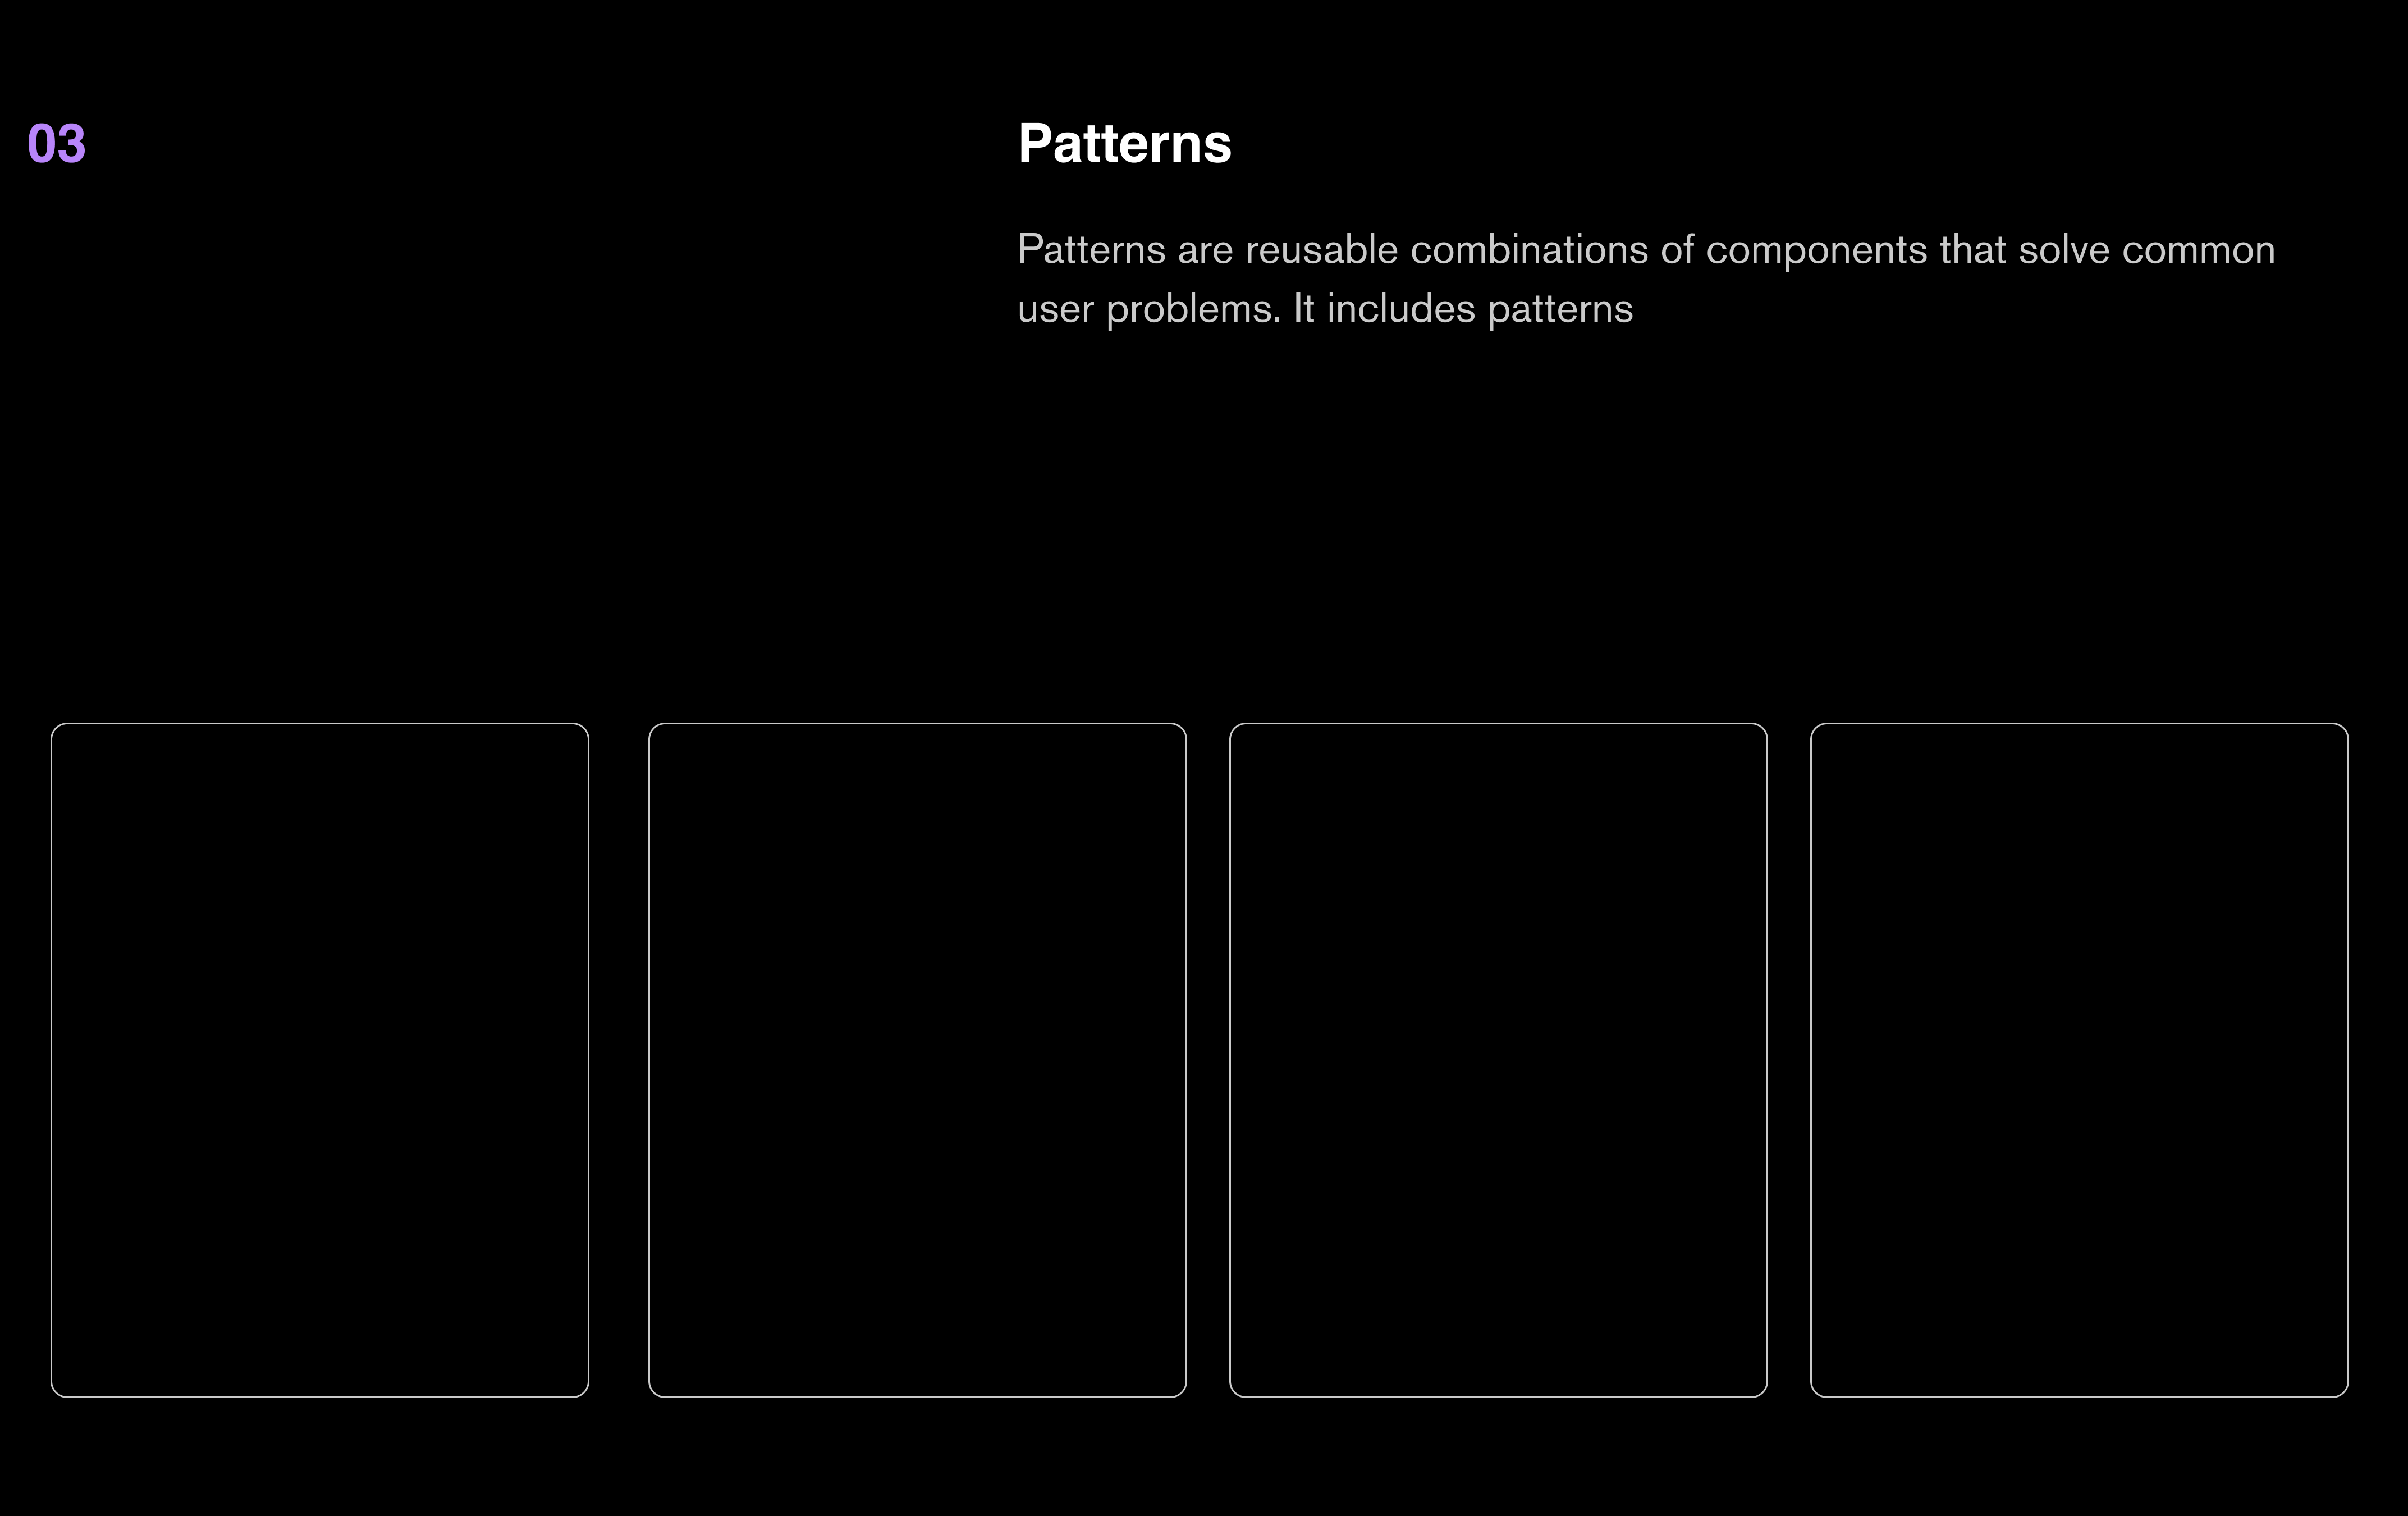 03
Patterns
Patterns are reusable combinations of components that solve common
user problems. It includes patterns